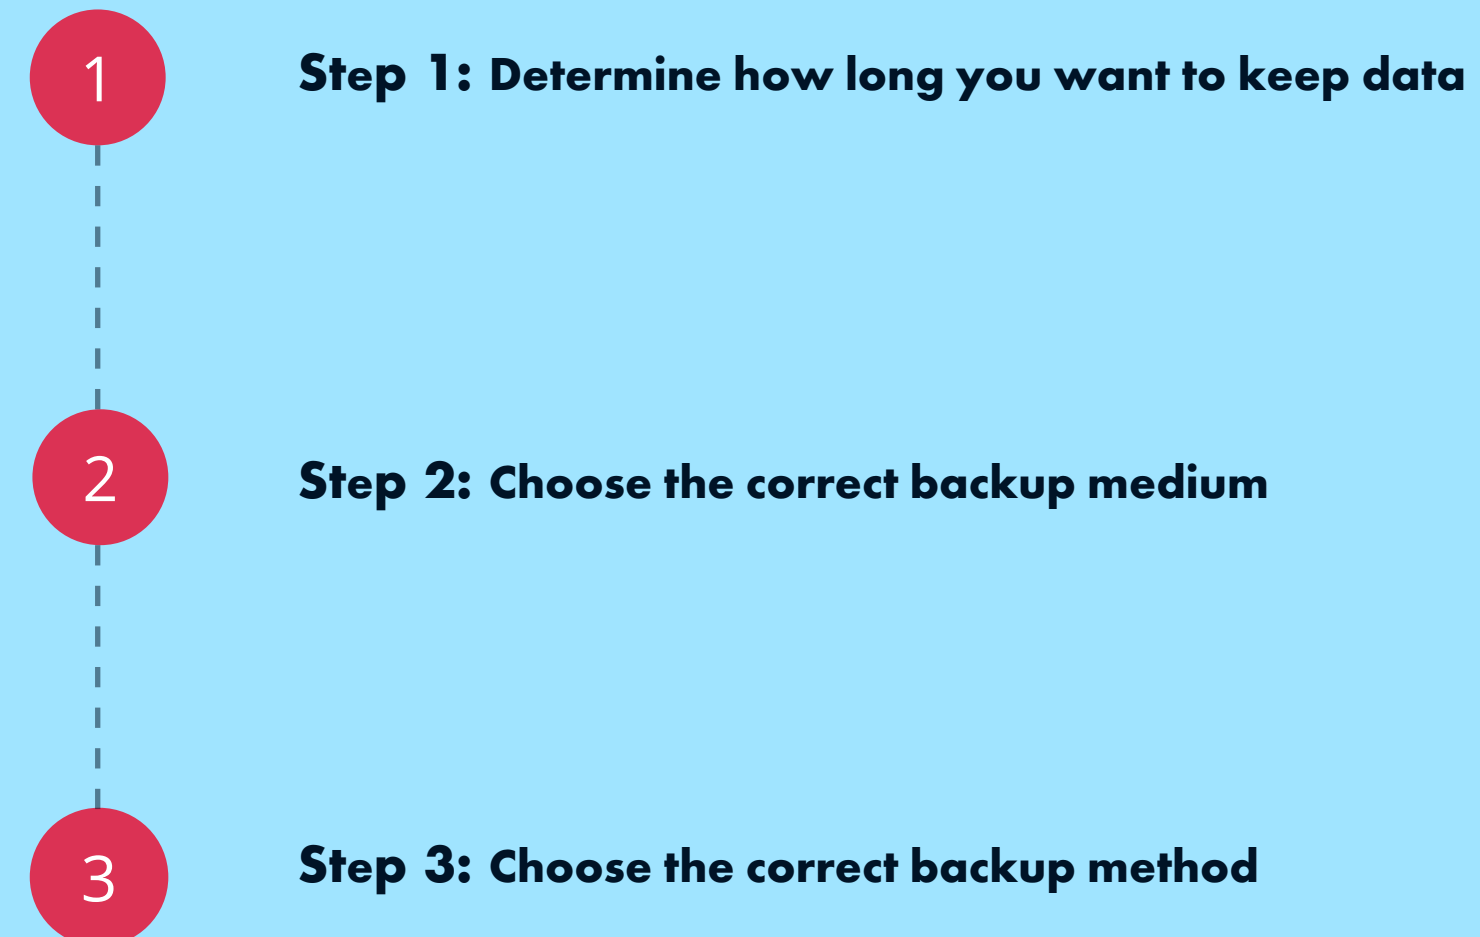 1
Step 1: Determine how long you want to keep data
2
Step 2: Choose the correct backup medium
3
Step 3: Choose the correct backup method